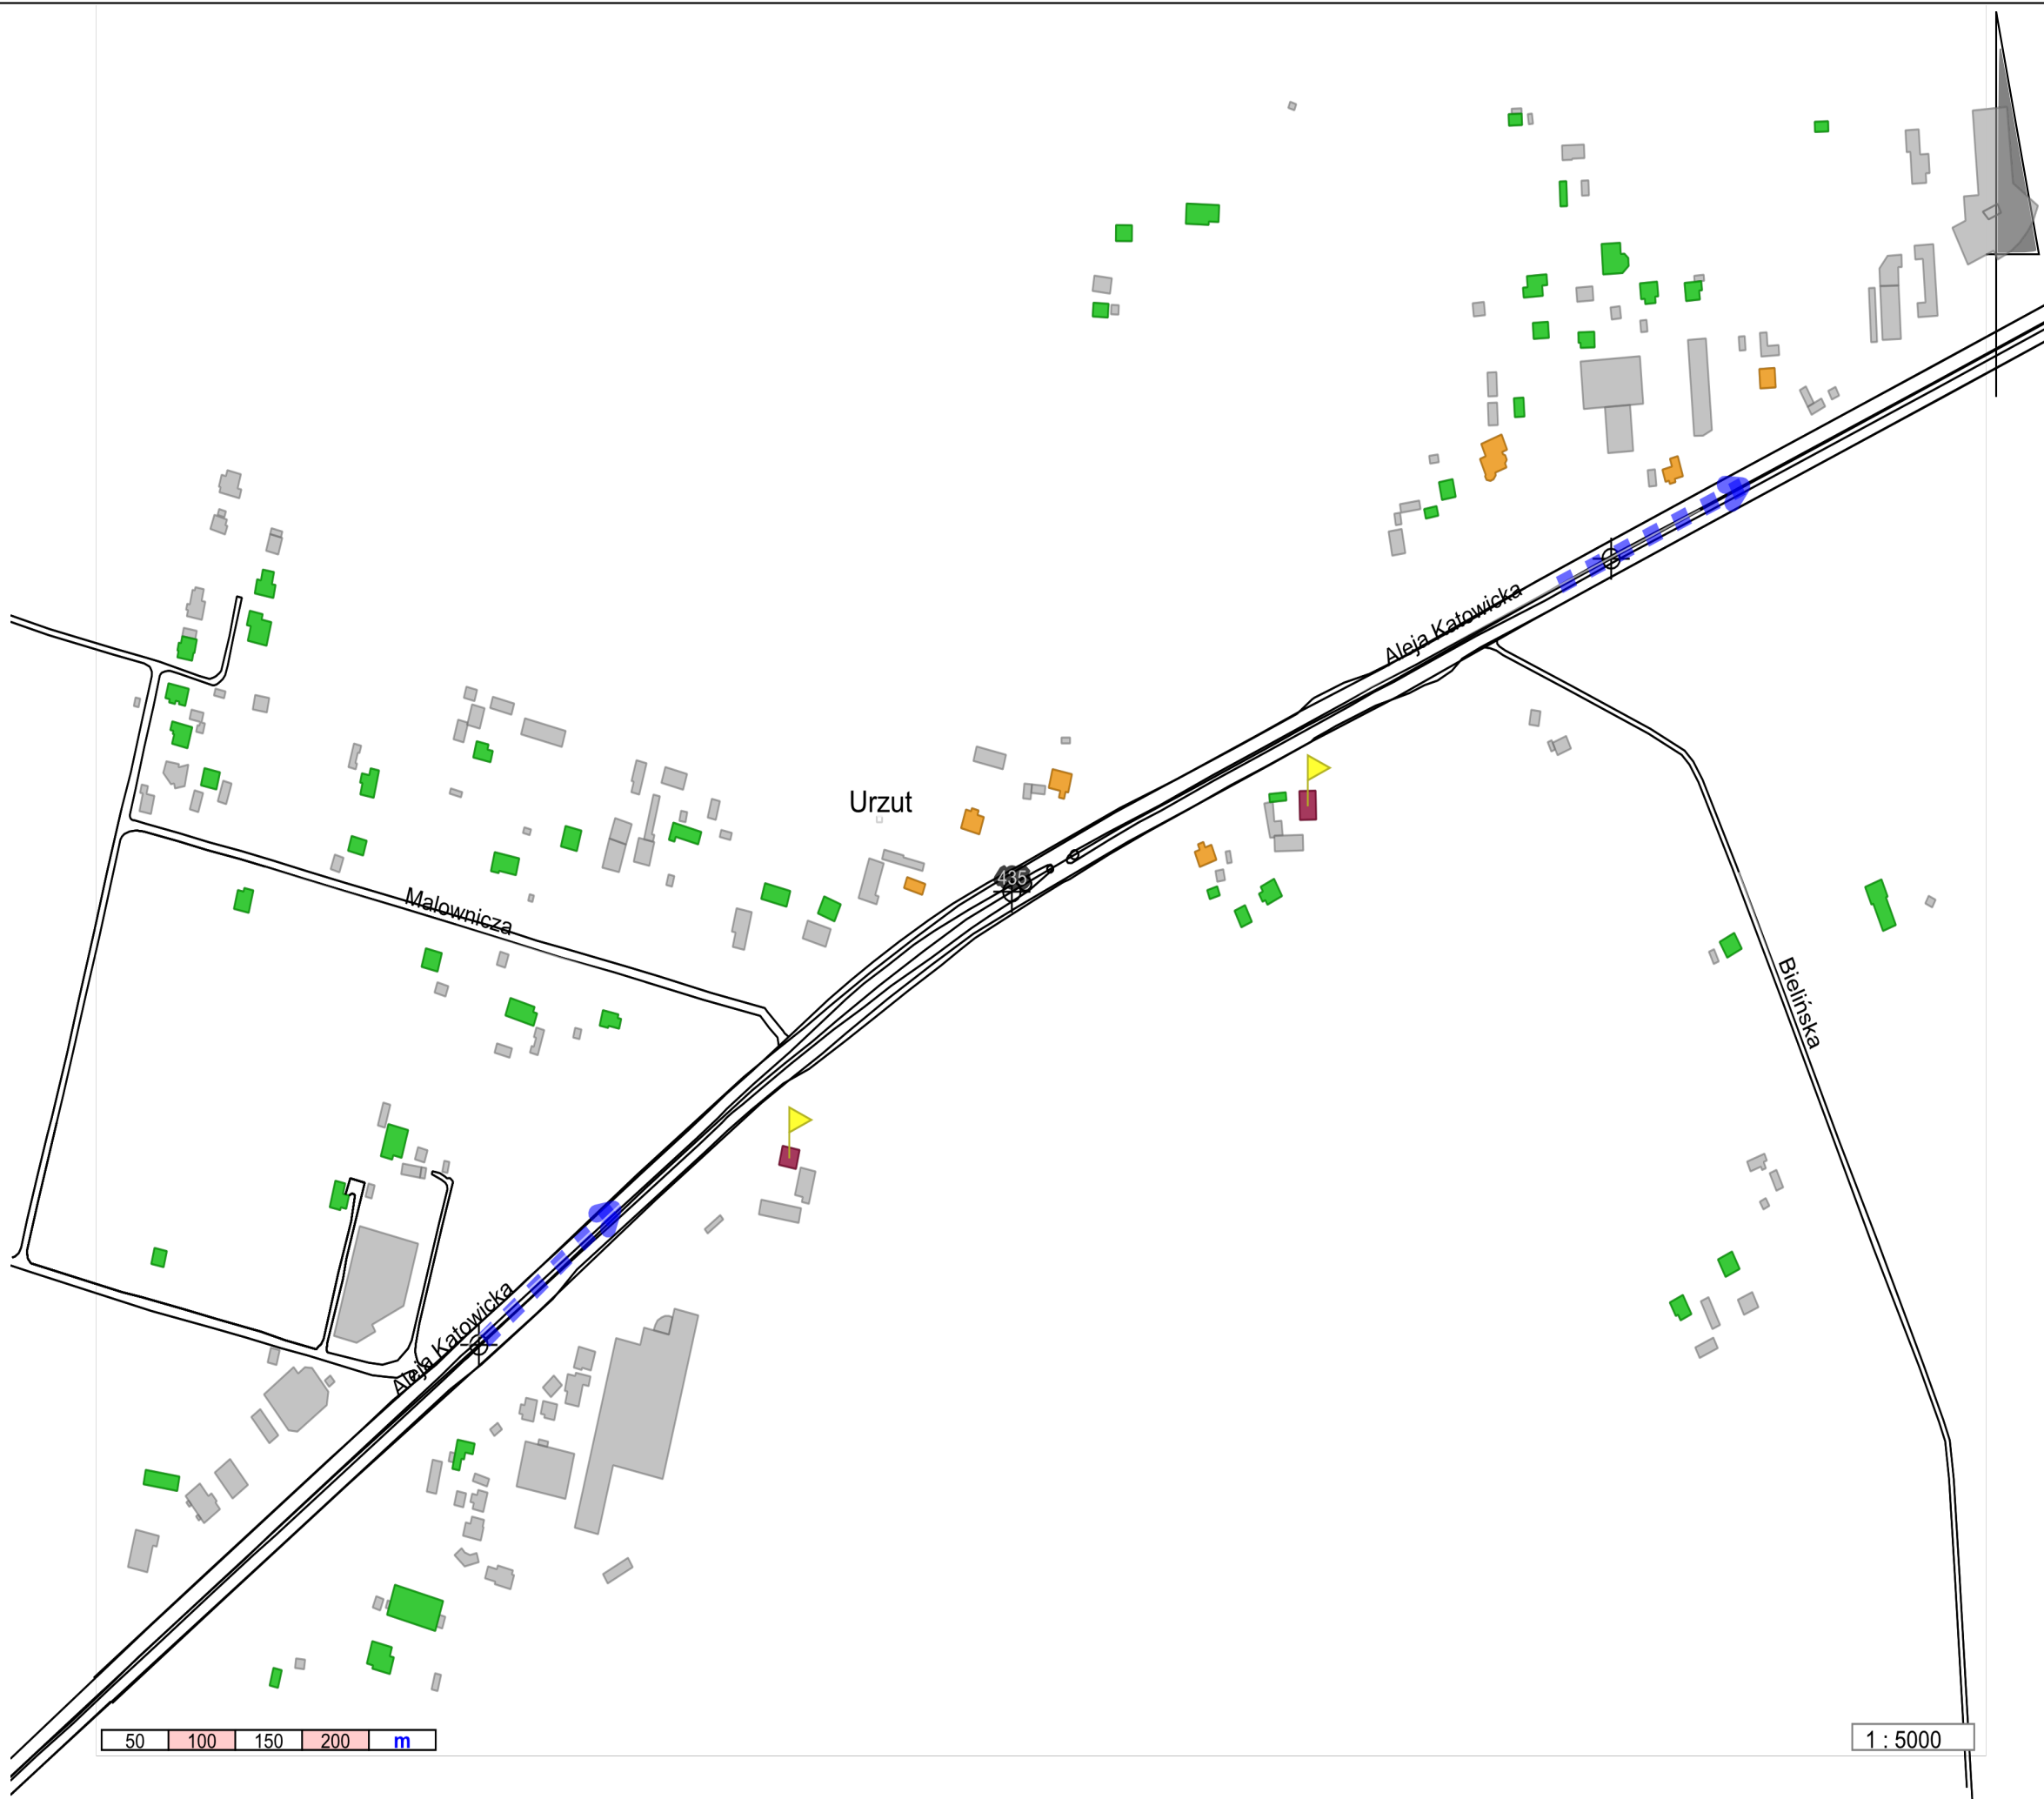 Aleja Katowicka
Urzut
435
Malownicza
Bielińska
Aleja Katowicka
50 100 150 200 m
1 : 5000